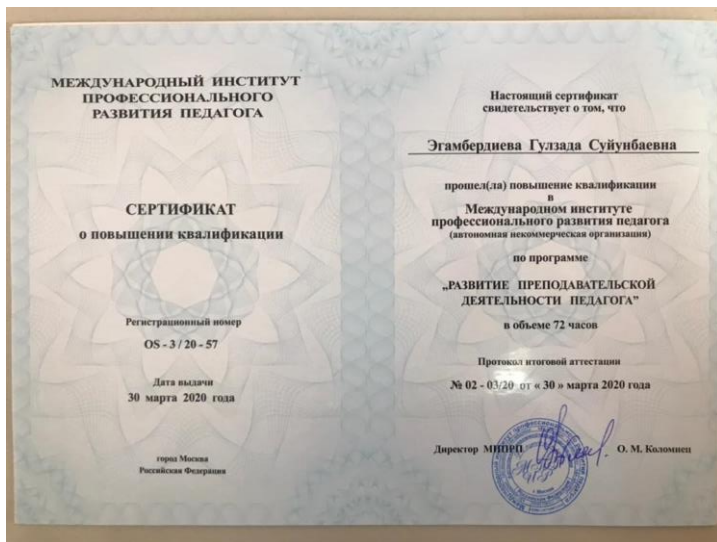 МЕЖДУНАРОДНЫЙ ИНСТИТУТ
ПРОФЕССИОНАЛЬНОГО
РАЗВИТИЯ ПЕДАГОГА
СЕРТИФИКАТ
о повышении квалификации
Регистрационный номер
OS - 3 / 20 - 57
Дата выдачи
30 марта 2020 года
город Москва
Российская Федерация
Настоящий сертификат
свидетельствует о том, что
Эгамбердиева Гулзада Суйунбаевна
прошел(ла) повышение квалификации
в
Международном институте
профессионального развития педагога
(автономная некоммерческая организация)
по программе
„РАЗВИТИЕ ПРЕПОДАВАТЕЛЬСКОЙ
ДЕЯТЕЛЬНОСТИ ПЕДАГОГА”
в объеме 72 часов
Протокол итоговой аттестации
№ 02 - 03/20 от « 30 » марта 2020 года
Директор МИПРП О. М. Коломиец